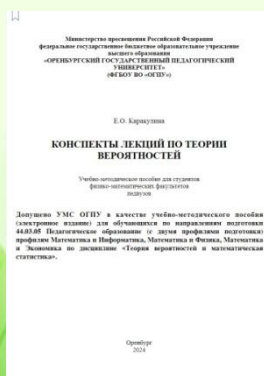 Министерство просвещения Российской Федерации
федеральное государственное бюджетное образовательное учреждение
высшего образования
«ОРЕНБУРГСКИЙ ГОСУДАРСТВЕННЫЙ ПЕДАГОГИЧЕСКИЙ
УНИВЕРСИТЕТ»
(ФГБОУ ВО «ОГПУ»)
Е.О.
КОНСПЕКТЫ ЛЕКЦИЙ ПО ТЕОРИИ
ВЕРОЯТНОСТЕЙ
Учебно-методическое пособие для студентов
физико-математических факультетов
педвузов
Допущено УМС ОГПУ в качестве учебно-методического пособия
(электронное издание) для обучающихся по направлениям подготовки
44.03.05 Педагогическое образование (с двумя профилями подготовки)
профилям Математика и Информатика, Математика и Физика, Математика
и Экономика по дисциплине «Теория вероятностей и математическая
статистика».
Оренбург
2024